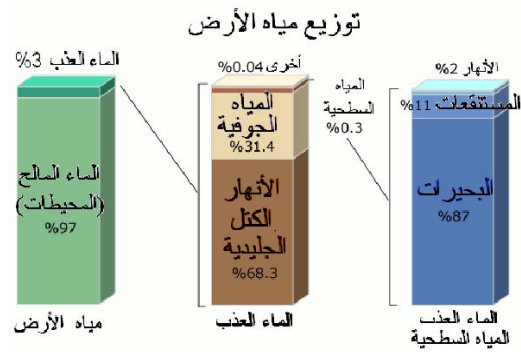 توزيع مياه الأرض
الماء العذب 3%
الماء المالح
(المحيطات)
%97
مياه الأرض
أخرى 0.04%
المياه
الجوفية
%31.4
الأنهار
الكتل
الجليدية
%68.3
الماء العذب
المياه
السطحية
%0.3
الأنهار 2%
المستنقعات 11%
البحيرات
%87
الماء العذب
المياه السطحية